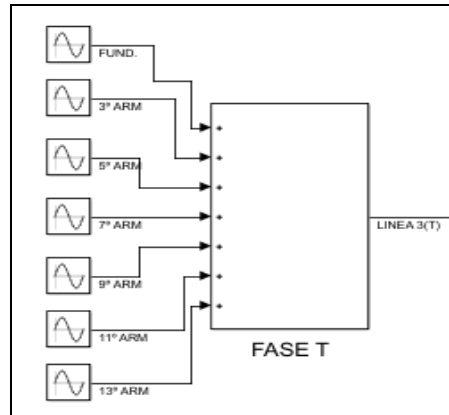 FUND.
3º ARM
5º ARM
7º ARM
LINEA 3(T)
9º ARM
11º ARM
FASE T
13º ARM